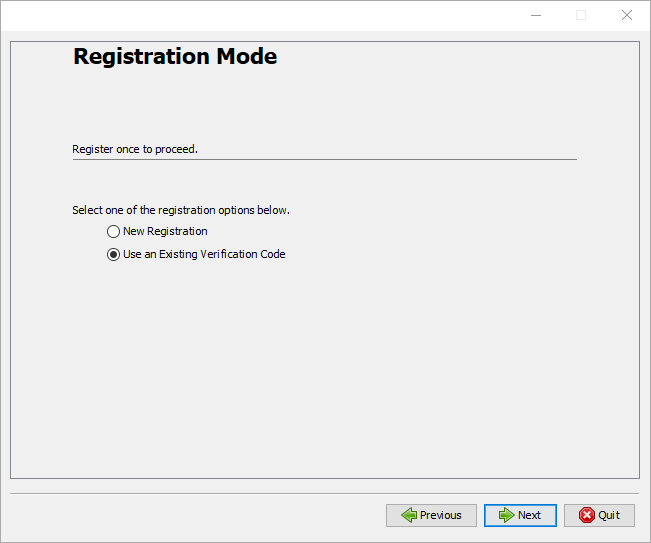 Registration Mode
Register once to proceed.
Select one of the registration options below.
New Registration
Use an Existing Verification Code
Previous Next Quit